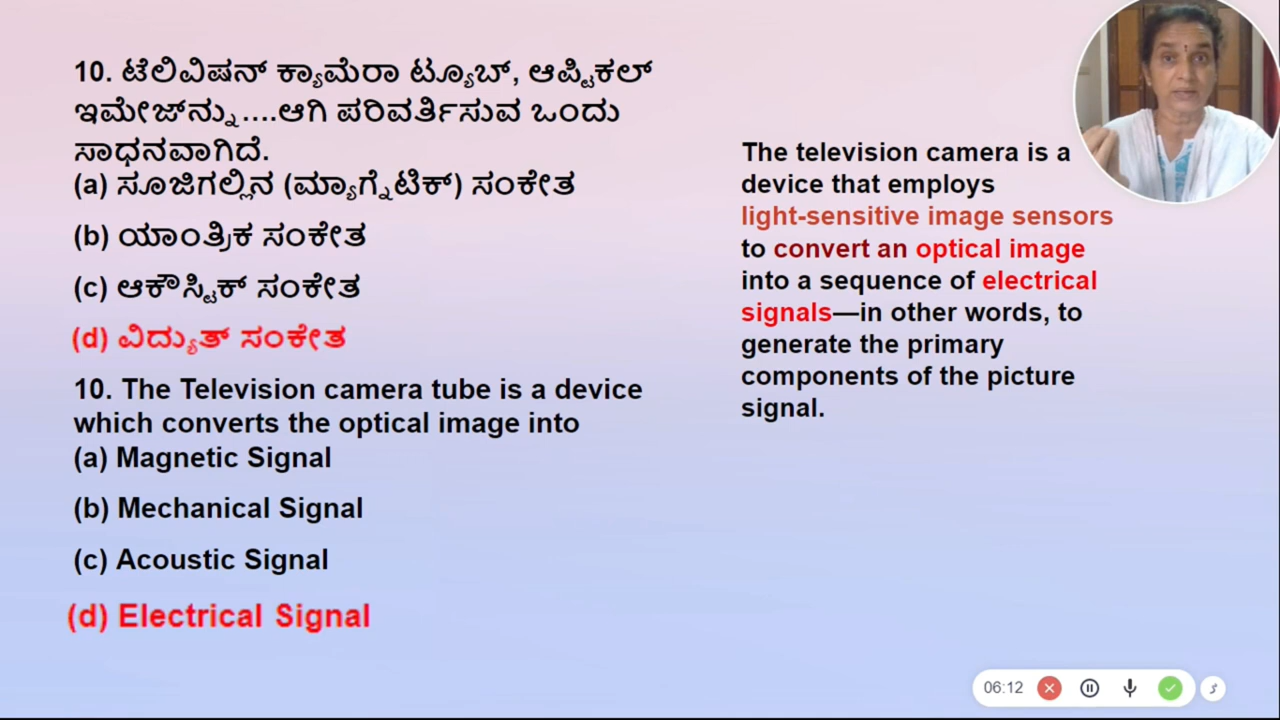 10. ಟೆಲಿವಿಷನ್ ಕ್ಯಾಮೆರಾ ಟ್ಯೂಬ್, ಆಪ್ಟಿಕಲ್
ಇಮೇಜ್‌ನ್ನು....ಆಗಿ ಪರಿವರ್ತಿಸುವ ಒಂದು
ಸಾಧನವಾಗಿದೆ.
(a) ಸೂಜಿಗಲ್ಲಿನ (ಮ್ಯಾಗ್ನೆಟಿಕ್) ಸಂಕೇತ
(b) ಯಾಂತ್ರಿಕ ಸಂಕೇತ
(c) ಆಕೌಸ್ಟಿಕ್ ಸಂಕೇತ
(d) ವಿದ್ಯುತ್ ಸಂಕೇತ
10. The Television camera tube is a device
which converts the optical image into
(a) Magnetic Signal
(b) Mechanical Signal
(c) Acoustic Signal
(d) Electrical Signal
The television camera is a
device that employs
light-sensitive image sensors
to convert an optical image
into a sequence of electrical
signals—in other words, to
generate the primary
components of the picture
signal.
06:12